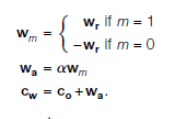 w_m = { w_r if m = 1
-w_r if m = 0
w_a = αw_m
c_w = c_o + w_a.